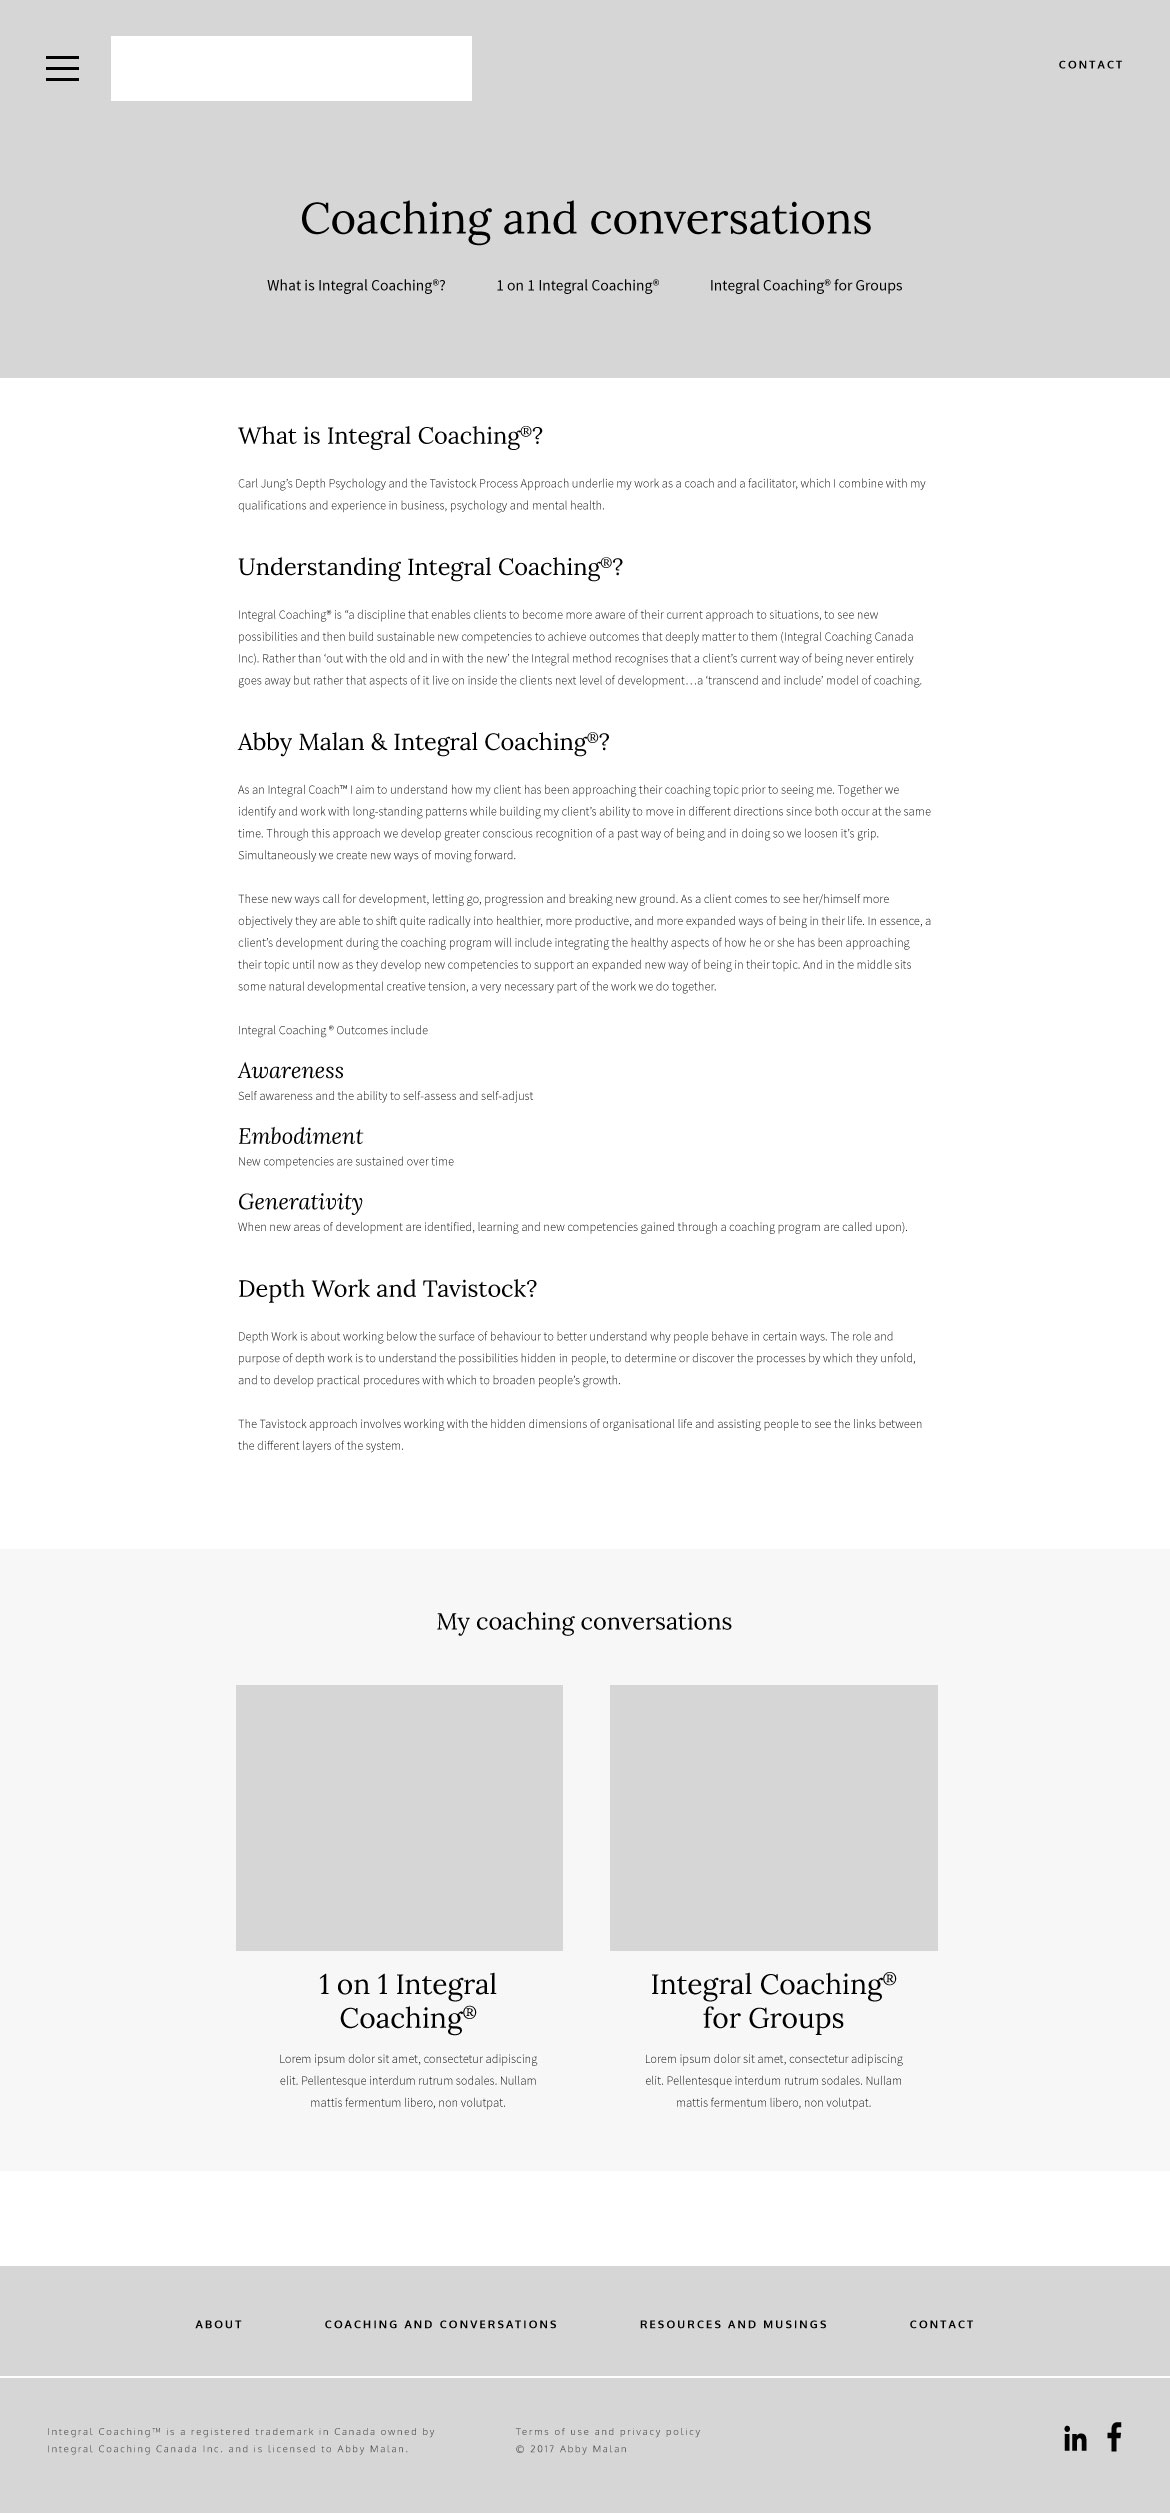 CONTACT
Coaching and conversations
What is Integral Coaching®?
1 on 1 Integral Coaching®
Integral Coaching® for Groups
What is Integral Coaching®?
Carl Jung’s Depth Psychology and the Tavistock Process Approach underlie my work as a coach and a facilitator, which I combine with my
qualifications and experience in business, psychology and mental health.
Understanding Integral Coaching®?
Integral Coaching® is “a discipline that enables clients to become more aware of their current approach to situations, to see new
possibilities and then build sustainable new competencies to achieve outcomes that deeply matter to them (Integral Coaching Canada
Inc). Rather than ‘out with the old and in with the new’ the Integral method recognises that a client’s current way of being never entirely
goes away but rather that aspects of it live on inside the clients next level of development…a ‘transcend and include’ model of coaching.
Abby Malan & Integral Coaching®?
As an Integral Coach™ I aim to understand how my client has been approaching their coaching topic prior to seeing me. Together we
identify and work with long-standing patterns while building my client’s ability to move in different directions since both occur at the same
time. Through this approach we develop greater conscious recognition of a past way of being and in doing so we loosen it’s grip.
Simultaneously we create new ways of moving forward.
These new ways call for development, letting go, progression and breaking new ground. As a client comes to see her/himself more
objectively they are able to shift quite radically into healthier, more productive, and more expanded ways of being in their life. In essence, a
client’s development during the coaching program will include integrating the healthy aspects of how he or she has been approaching
their topic until now as they develop new competencies to support an expanded new way of being in their topic. And in the middle sits
some natural developmental creative tension, a very necessary part of the work we do together.
Integral Coaching ® Outcomes include
Awareness
Self awareness and the ability to self-assess and self-adjust
Embodiment
New competencies are sustained over time
Generativity
When new areas of development are identified, learning and new competencies gained through a coaching program are called upon).
Depth Work and Tavistock?
Depth Work is about working below the surface of behaviour to better understand why people behave in certain ways. The role and
purpose of depth work is to understand the possibilities hidden in people, to determine or discover the processes by which they unfold,
and to develop practical procedures with which to broaden people’s growth.
The Tavistock approach involves working with the hidden dimensions of organisational life and assisting people to see the links between
the different layers of the system.
My coaching conversations
1 on 1 Integral
Coaching®
Lorem ipsum dolor sit amet, consectetur adipiscing
elit. Pellentesque interdum rutrum sodales. Nullam
mattis fermentum libero, non volutpat.
Integral Coaching®
for Groups
Lorem ipsum dolor sit amet, consectetur adipiscing
elit. Pellentesque interdum rutrum sodales. Nullam
mattis fermentum libero, non volutpat.
ABOUT
COACHING AND CONVERSATIONS
RESOURCES AND MUSINGS
CONTACT
Integral Coaching™ is a registered trademark in Canada owned by
Integral Coaching Canada Inc. and is licensed to Abby Malan.
Terms of use and privacy policy
© 2017 Abby Malan
in
f